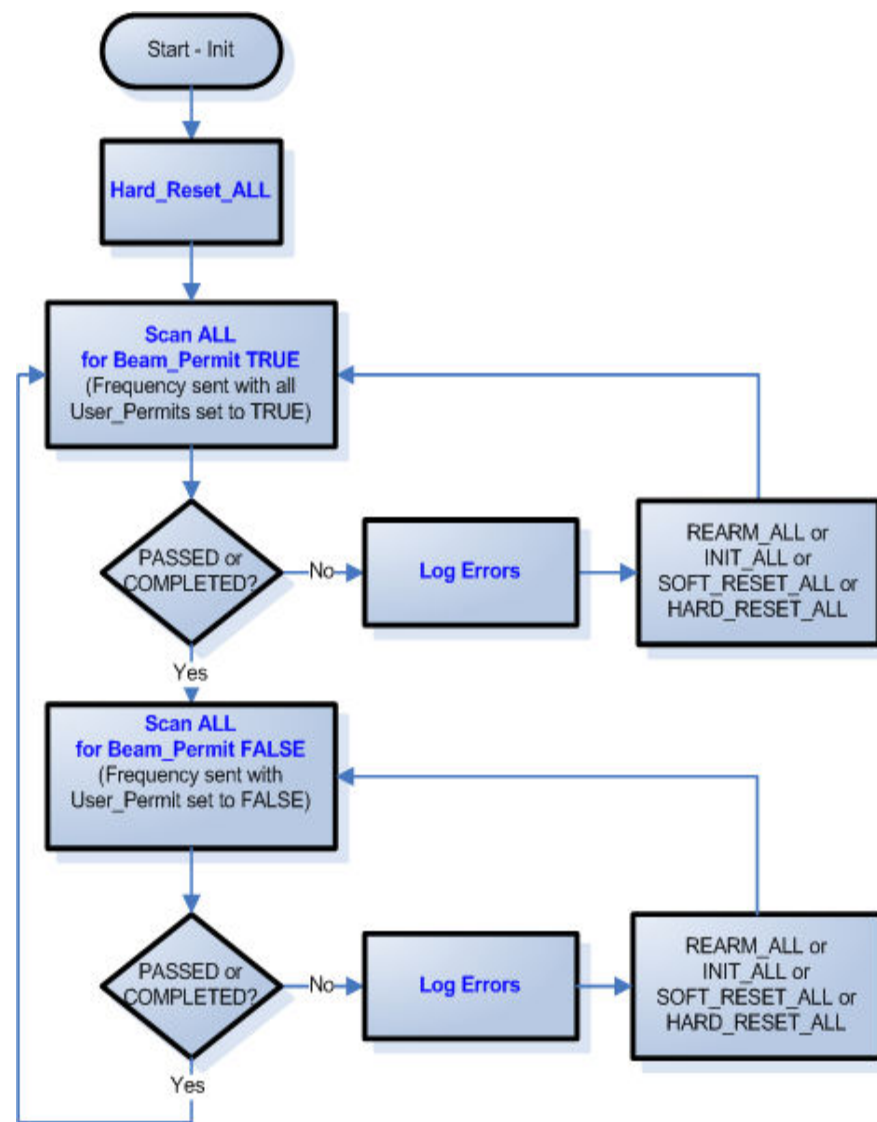 Start - Init
Hard_Reset_ALL
Scan ALL
for Beam_Permit TRUE
(Frequency sent with all
User_Permits set to TRUE)
PASSED or
COMPLETED?
No
Log Errors
REARM_ALL or
INIT_ALL or
SOFT_RESET_ALL or
HARD_RESET_ALL
Yes
Scan ALL
for Beam_Permit FALSE
(Frequency sent with
User_Permit set to FALSE)
PASSED or
COMPLETED?
No
Log Errors
REARM_ALL or
INIT_ALL or
SOFT_RESET_ALL or
HARD_RESET_ALL
Yes